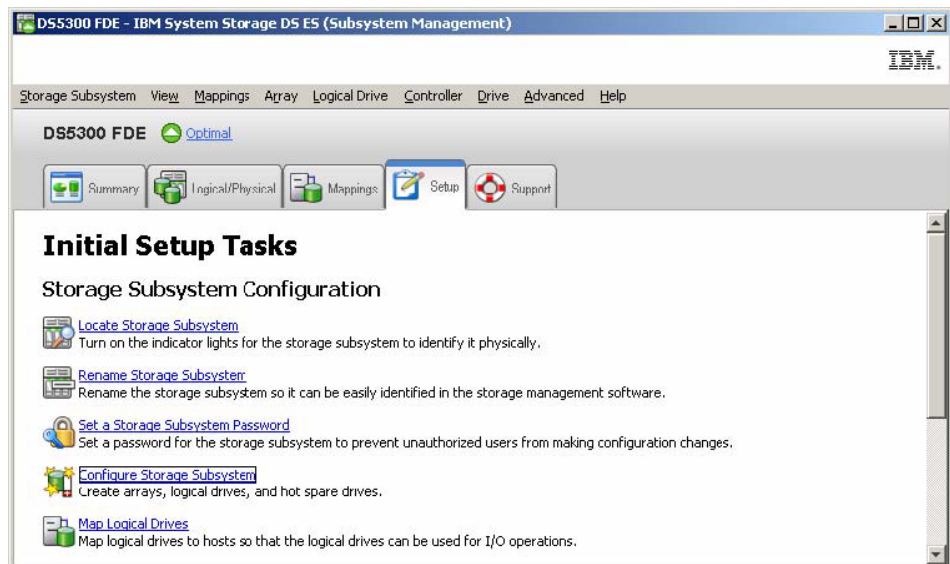 DS5300 FDE - IBM System Storage DS ES (Subsystem Management)
IBM.
Storage Subsystem View Mappings Array Logical Drive Controller Drive Advanced Help
DS5300 FDE Optimal
Summary Logical/Physical Mappings Setup Support
Initial Setup Tasks
Storage Subsystem Configuration
Locate Storage Subsystem
Turn on the indicator lights for the storage subsystem to identify it physically.
Rename Storage Subsystem
Rename the storage subsystem so it can be easily identified in the storage management software.
Set a Storage Subsystem Password
Set a password for the storage subsystem to prevent unauthorized users from making configuration changes.
Configure Storage Subsystem
Create arrays, logical drives, and hot spare drives.
Map Logical Drives
Map logical drives to hosts so that the logical drives can be used for I/O operations.